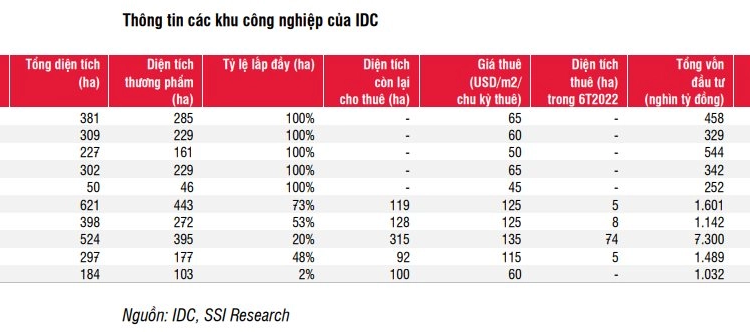 Thông tin các khu công nghiệp của IDC
Tổng diện tích (ha) Diện tích thương phẩm (ha) Tỷ lệ lắp đầy (ha) Diện tích còn lại cho thuê (ha) Giá thuê (USD/m2/ chu kỳ thuê) Diện tích thuê (ha) trong 6T2022 Tổng vốn đầu tư (nghìn tỷ đồng)
381 285 100% - 65 - 458
309 229 100% - 60 - 329
227 161 100% - 50 - 544
302 229 100% - 65 - 342
50 46 100% - 45 - 252
621 443 73% 119 125 5 1.601
398 272 53% 128 125 8 1.142
524 395 20% 315 135 74 7.300
297 177 48% 92 115 5 1.489
184 103 2% 100 60 - 1.032
Nguồn: IDC, SSI Research